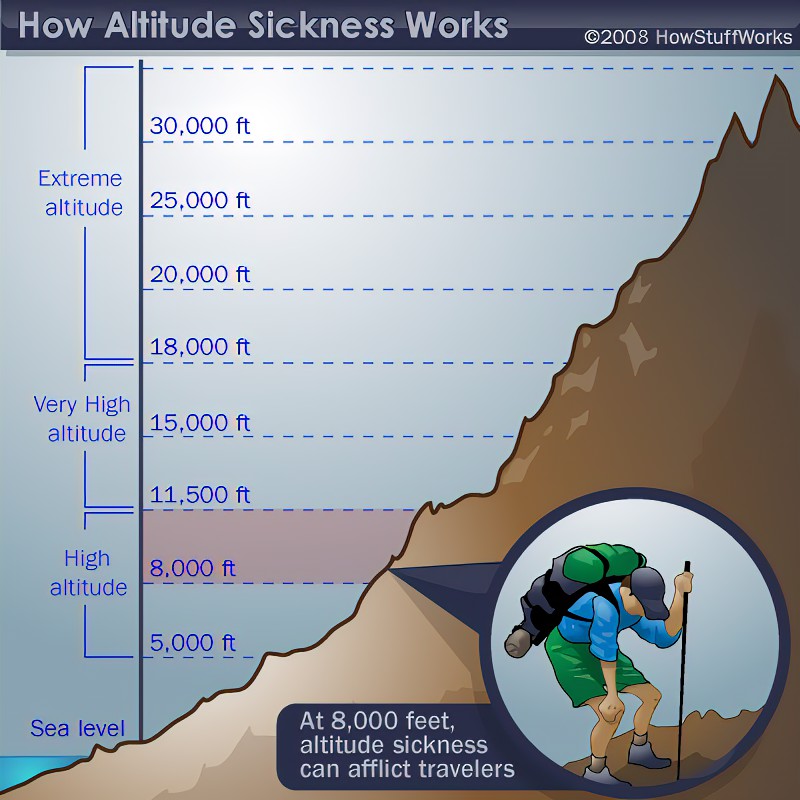 How Altitude Sickness Works
©2008 HowStuffWorks
30,000 ft
25,000 ft
20,000 ft
18,000 ft
15,000 ft
11,500 ft
8,000 ft
5,000 ft
Extreme
altitude
Very High
altitude
High
altitude
Sea level
At 8,000 feet,
altitude sickness
can afflict travelers